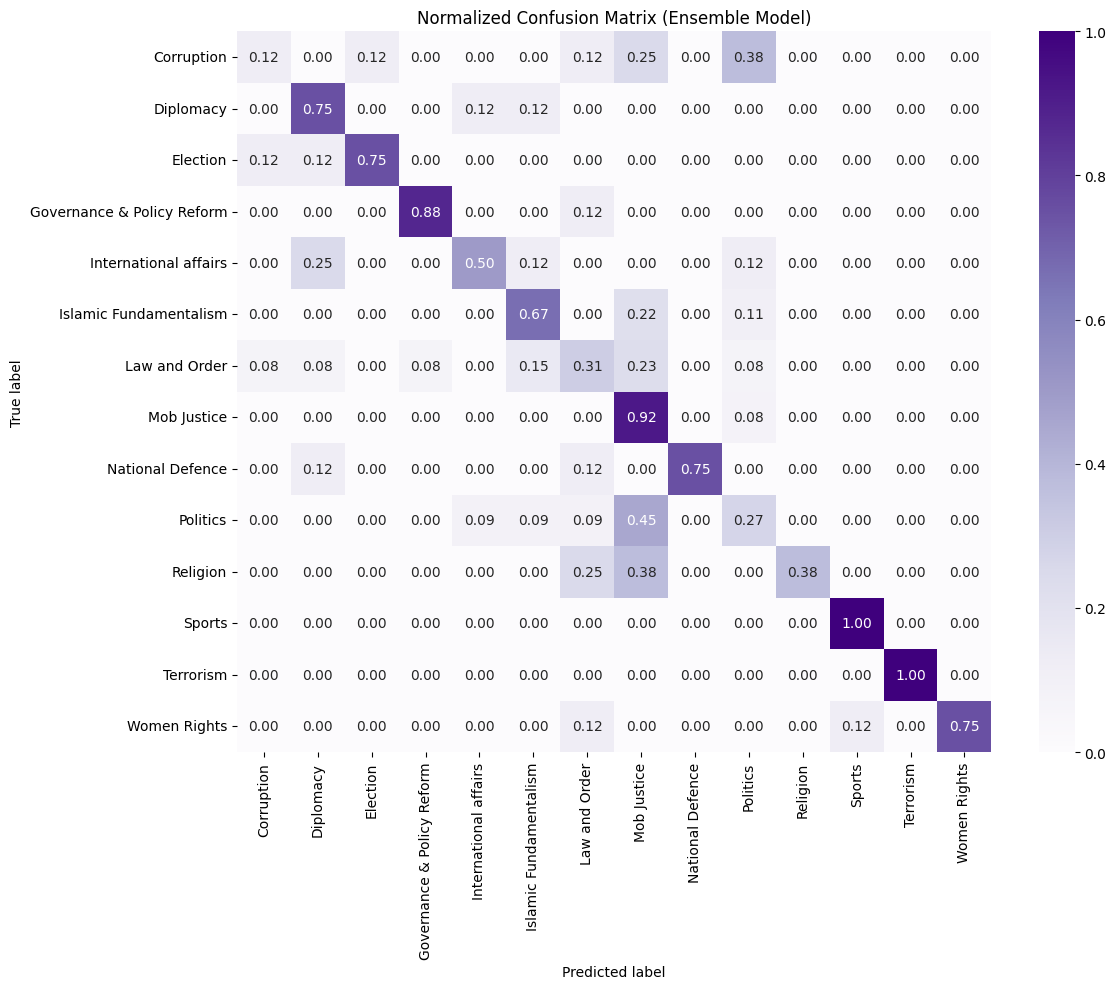 Normalized Confusion Matrix (Ensemble Model)
True label
Corruption 0.12 0.00 0.12 0.00 0.00 0.00 0.12 0.25 0.00 0.38 0.00 0.00 0.00 0.00
Diplomacy 0.00 0.75 0.00 0.00 0.12 0.12 0.00 0.00 0.00 0.00 0.00 0.00 0.00 0.00
Election 0.12 0.12 0.75 0.00 0.00 0.00 0.00 0.00 0.00 0.00 0.00 0.00 0.00 0.00
Governance & Policy Reform 0.00 0.00 0.00 0.88 0.00 0.00 0.12 0.00 0.00 0.00 0.00 0.00 0.00 0.00
International affairs 0.00 0.25 0.00 0.00 0.50 0.12 0.00 0.00 0.00 0.12 0.00 0.00 0.00 0.00
Islamic Fundamentalism 0.00 0.00 0.00 0.00 0.00 0.67 0.00 0.22 0.00 0.11 0.00 0.00 0.00 0.00
Law and Order 0.08 0.08 0.00 0.08 0.00 0.15 0.31 0.23 0.00 0.08 0.00 0.00 0.00 0.00
Mob Justice 0.00 0.00 0.00 0.00 0.00 0.00 0.00 0.92 0.00 0.08 0.00 0.00 0.00 0.00
National Defence 0.00 0.12 0.00 0.00 0.00 0.00 0.12 0.00 0.75 0.00 0.00 0.00 0.00 0.00
Politics 0.00 0.00 0.00 0.00 0.09 0.09 0.09 0.45 0.00 0.27 0.00 0.00 0.00 0.00
Religion 0.00 0.00 0.00 0.00 0.00 0.00 0.25 0.38 0.00 0.00 0.38 0.00 0.00 0.00
Sports 0.00 0.00 0.00 0.00 0.00 0.00 0.00 0.00 0.00 0.00 0.00 1.00 0.00 0.00
Terrorism 0.00 0.00 0.00 0.00 0.00 0.00 0.00 0.00 0.00 0.00 0.00 0.00 1.00 0.00
Women Rights 0.00 0.00 0.00 0.00 0.00 0.00 0.12 0.00 0.00 0.00 0.00 0.12 0.00 0.75
Corruption
Diplomacy
Election
Governance & Policy Reform
International affairs
Islamic Fundamentalism
Law and Order
Mob Justice
National Defence
Politics
Religion
Sports
Terrorism
Women Rights
Predicted label
1.0
0.8
0.6
0.4
0.2
0.0